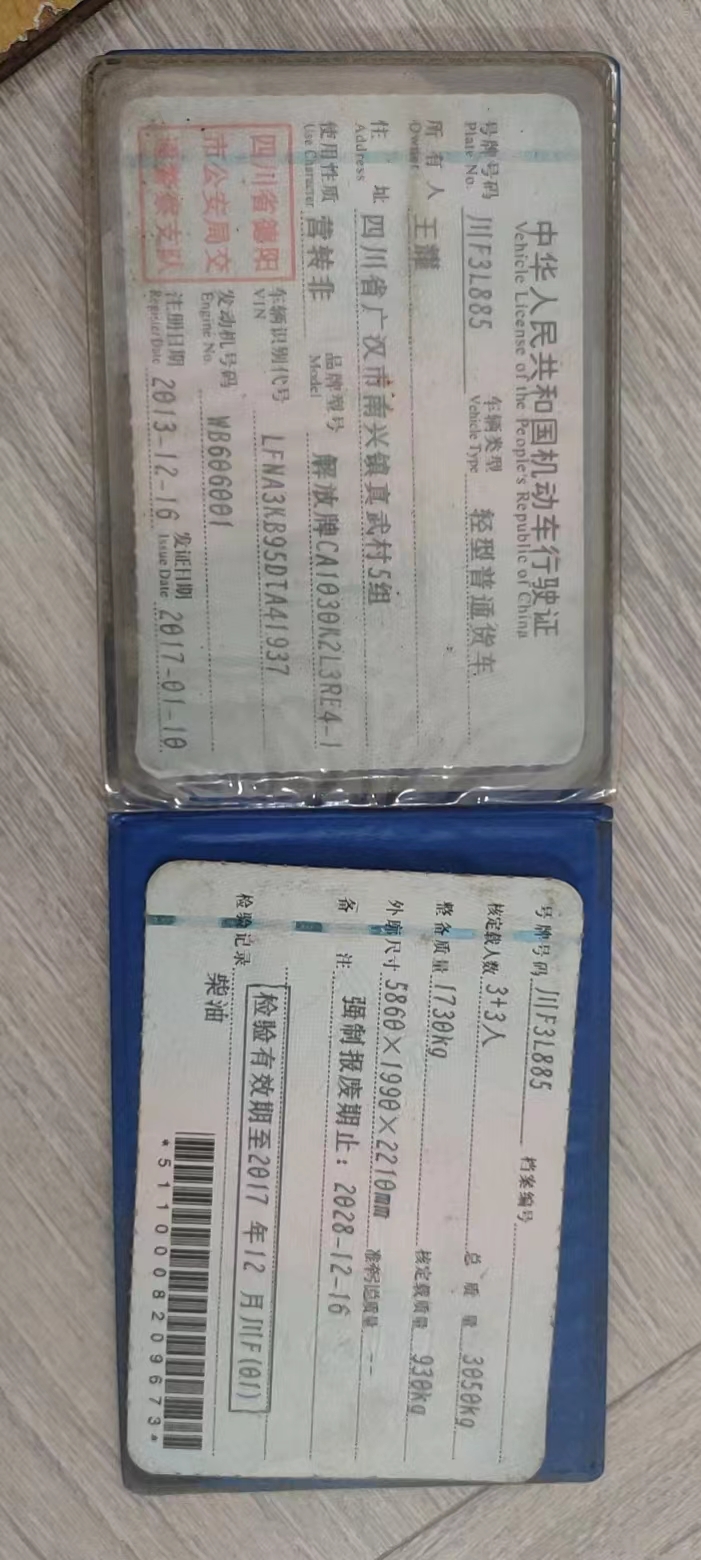 中华人民共和国机动车行驶证
Vehicle License of the People's Republic of China
号牌号码 川F3L885 车辆类型 轻型普通货车
Plate No. Vehicle Type
所有人 王耀
Owner
住址 四川省广汉市南兴镇真武村5组
Address
使用性质 营转非 品牌型号 解放牌CA1030K2L3RE4-1
Use Character Model
四川省德阳
市公安局交
警察支队
车辆识别代号 LFNA3KB95DTA41937
VIN
发动机号码 WB606001
Engine No.
注册日期 2013-12-16 发证日期 2017-01-10
Register Date Issue Date
号牌号码 川F3L885 档案编号
核定载人数 3+3人 总质量 3050kg
整备质量 1730kg 核定载质量 930kg
外廓尺寸 5860×1990×2210mm 准牵引总质量 --
备注 强制报废期止：2028-12-16
检验记录 检验有效期至2017年12月川F(01)
柴油
*5110008209673*